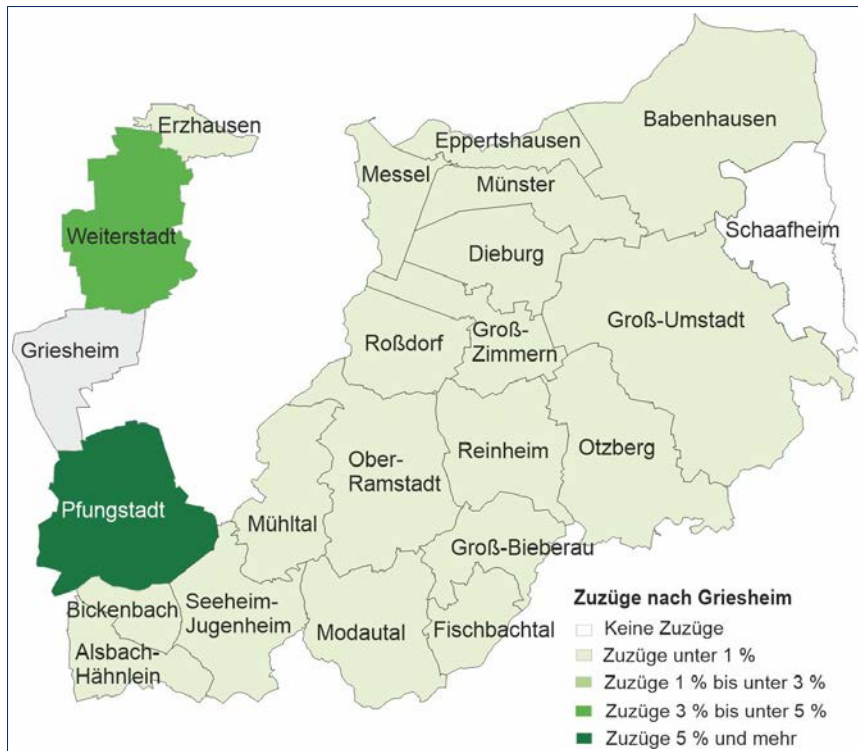 Erzhausen
Babenhausen
Eppertshausen
Messel
Münster
Schaafheim
Weiterstadt
Dieburg
Groß-Umstadt
Griesheim
Roßdorf
Groß-
Zimmern
Ober-
Ramstadt
Reinheim
Otzberg
Pfungstadt
Mühltal
Groß-Bieberau
Bickenbach
Seeheim-
Jugenheim
Modautal
Fischbachtal
Alsbach-
Hähnlein
Zuzüge nach Griesheim
Keine Zuzüge
Zuzüge unter 1 %
Zuzüge 1 % bis unter 3 %
Zuzüge 3 % bis unter 5 %
Zuzüge 5 % und mehr